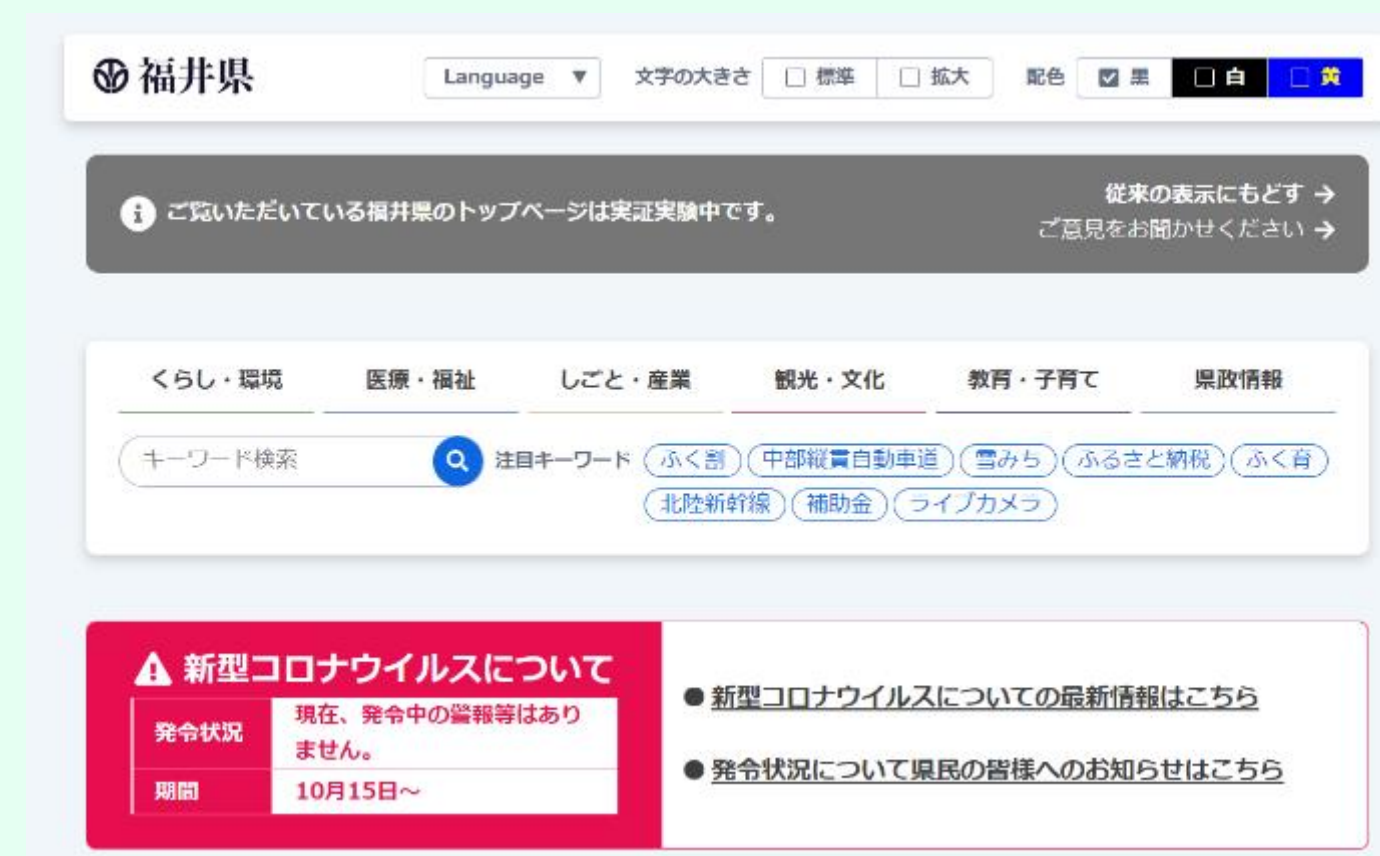 福井県
Language ▼
文字の大きさ 標準 拡大
配色 黒 白 黄
ご覧いただいている福井県のトップページは実証実験中です。
従来の表示にもどす →
ご意見をお聞かせください →
くらし・環境 医療・福祉 しごと・産業 観光・文化 教育・子育て 県政情報
キーワード検索
注目キーワード ふく割 中部縦貫自動車道 雪みち ふるさと納税 ふく育
北陸新幹線 補助金 ライブカメラ
新型コロナウイルスについて
発令状況 現在、発令中の警報等はあり
ません。
期間 10月15日～
● 新型コロナウイルスについての最新情報はこちら
● 発令状況について県民の皆様へのお知らせはこちら